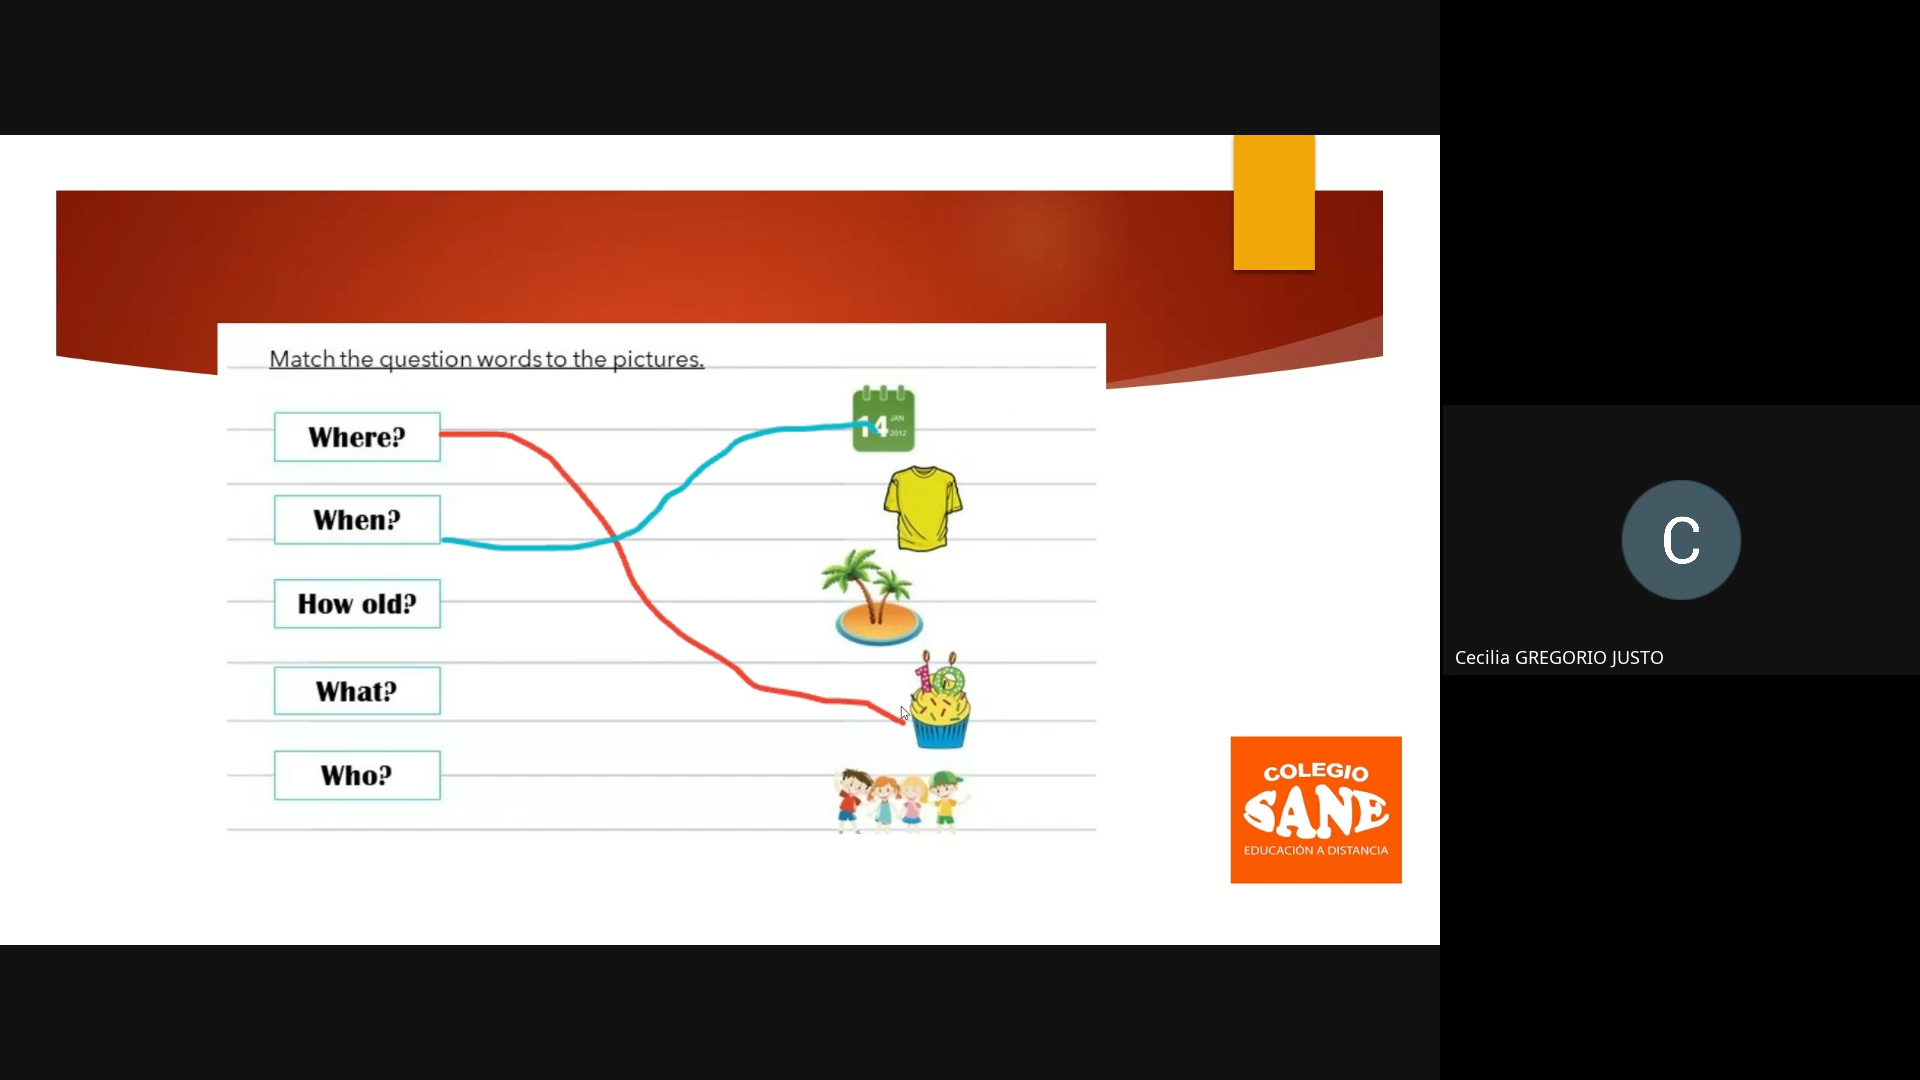 Match the question words to the pictures.
Where?
14 JAN
2012
When?
How old?
What?
10
Who?
COLEGIO
SANE
EDUCACIÓN A DISTANCIA
C
Cecilia GREGORIO JUSTO